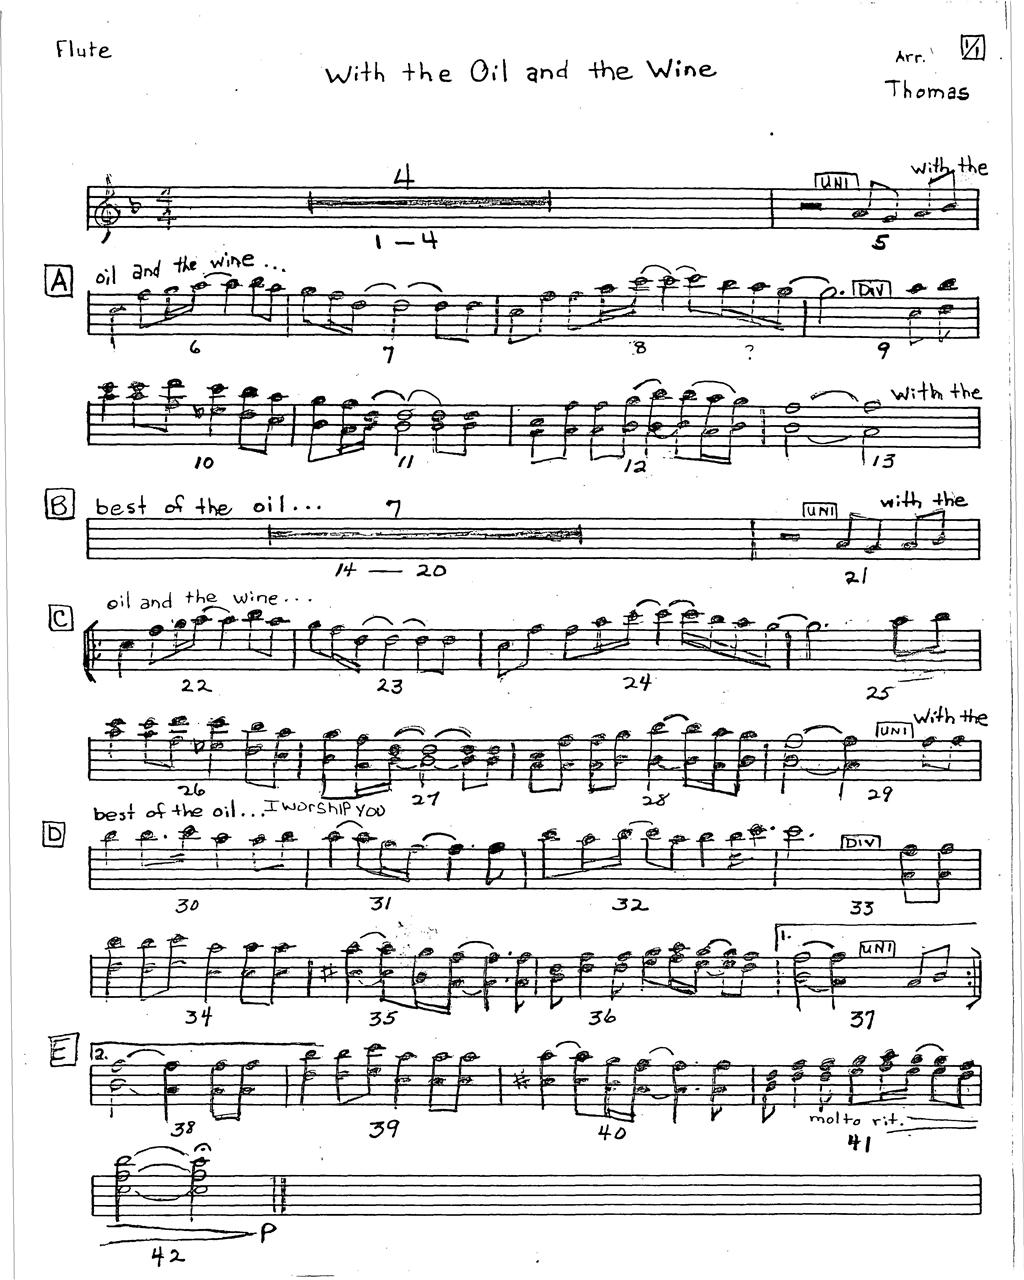 Flute
1/1
With the Oil and the Wine
Arr.
Thomas
4
UNI
with the
1 — 4
5
A
oil and the wine ...
DIV
6
7
8
?
9
with the
10
11
12
13
B
best of the oil...
7
UNI
with the
14 — 20
21
C
oil and the wine...
22
23
24
25
UNI
with the
26
27
28
29
best of the oil... I WORSHIP YOU
D
DIV
30
31
32
33
1.
UNI
34
35
36
37
E
2.
38
39
40
molto rit.
41
P
42